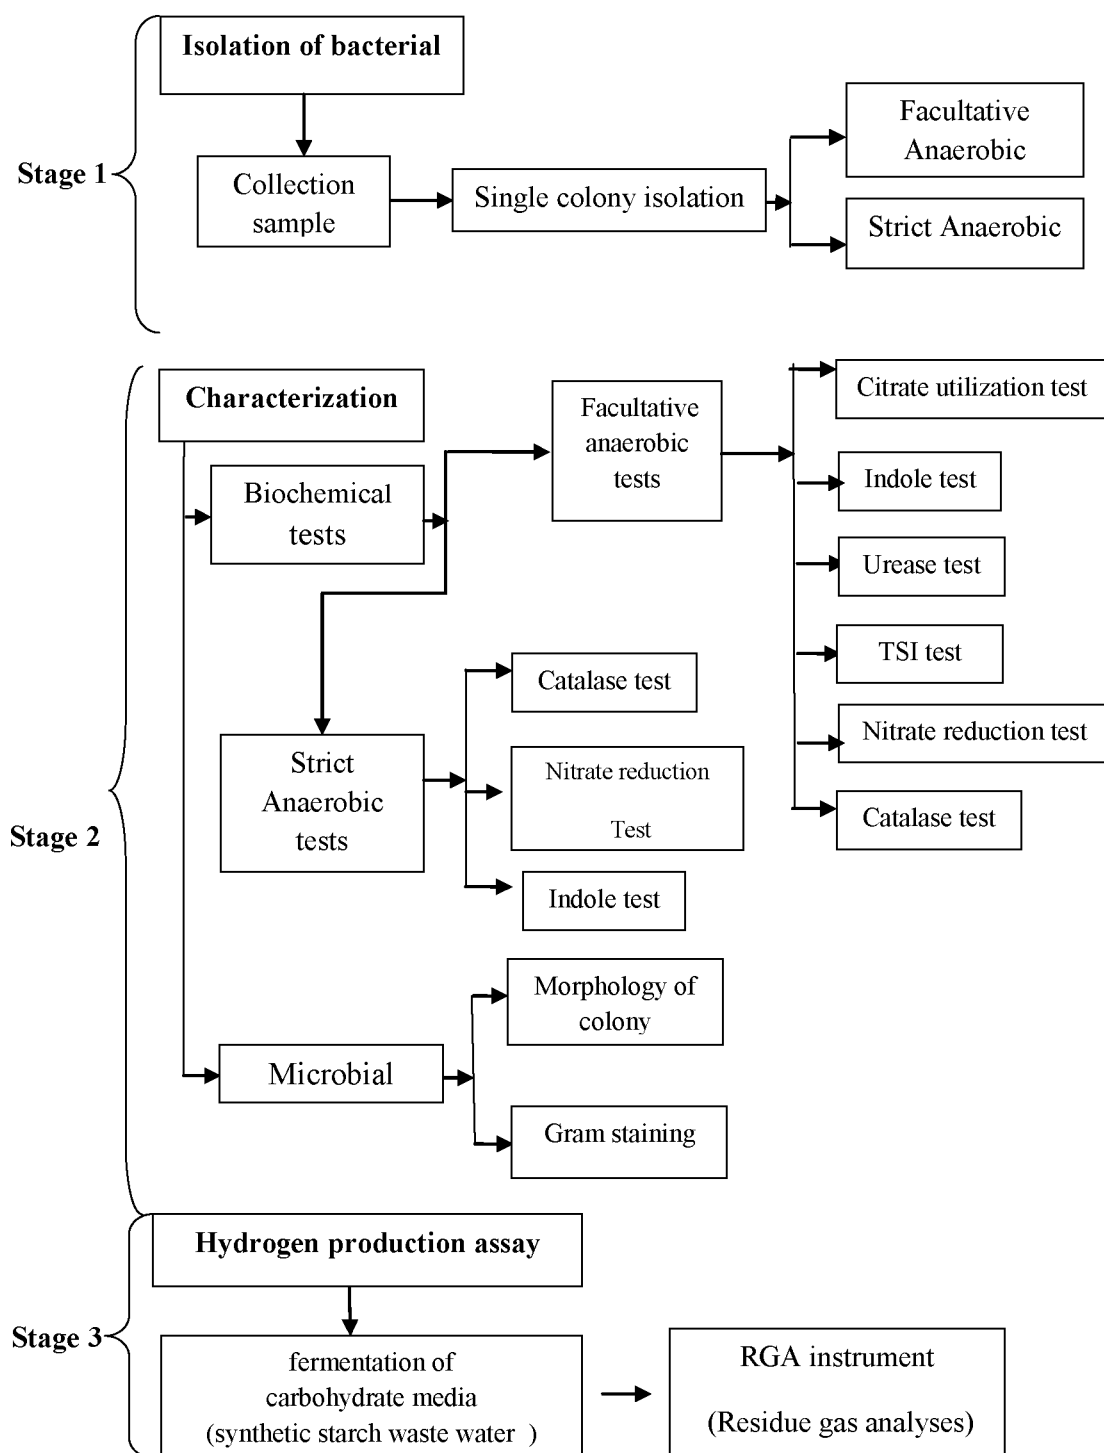 Isolation of bacterial
Stage 1
Collection
sample
Single colony isolation
Facultative
Anaerobic
Strict Anaerobic
Stage 2
Characterization
Biochemical
tests
Facultative
anaerobic
tests
Citrate utilization test
Indole test
Urease test
TSI test
Nitrate reduction test
Catalase test
Strict
Anaerobic
tests
Catalase test
Nitrate reduction
Test
Indole test
Microbial
Morphology of
colony
Gram staining
Stage 3
Hydrogen production assay
fermentation of
carbohydrate media
(synthetic starch waste water )
RGA instrument
(Residue gas analyses)